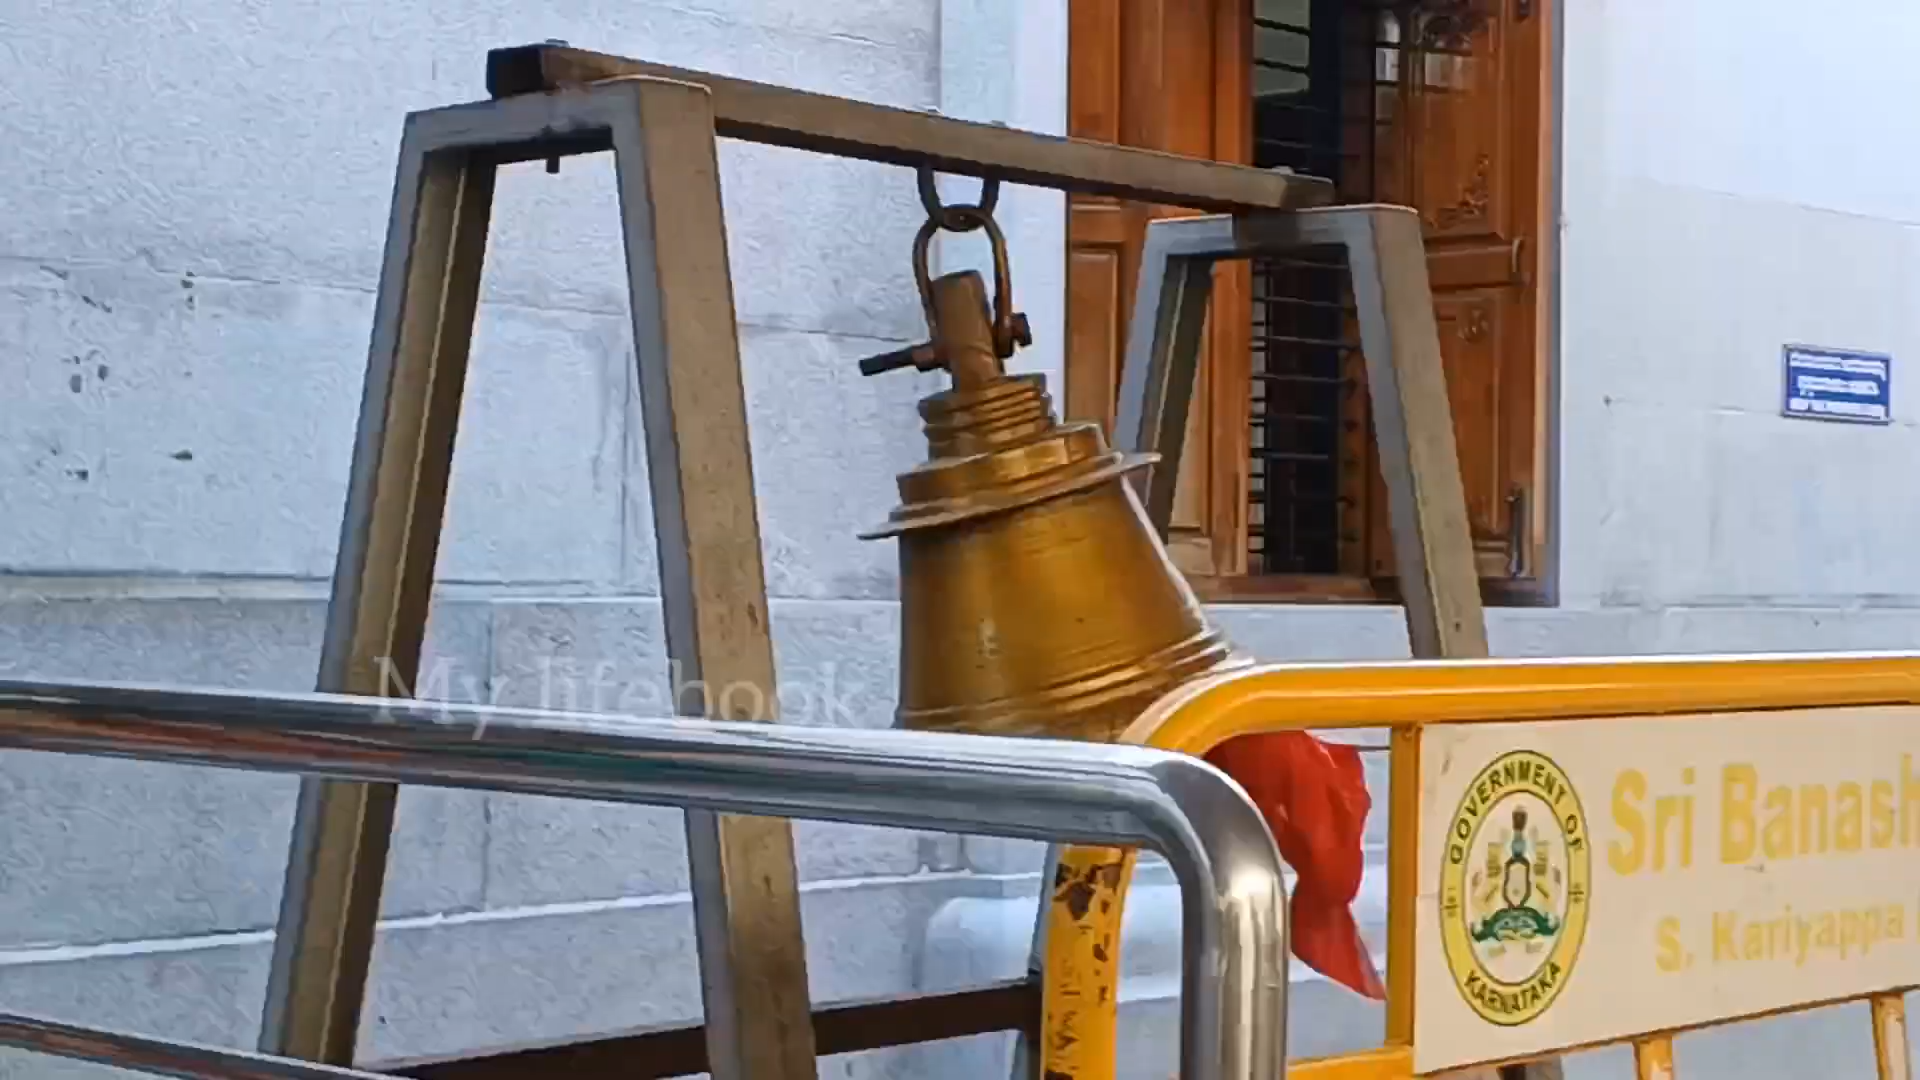 My lifebook
GOVERNMENT OF
KARNATAKA
Sri Banash
S. Kariyappa